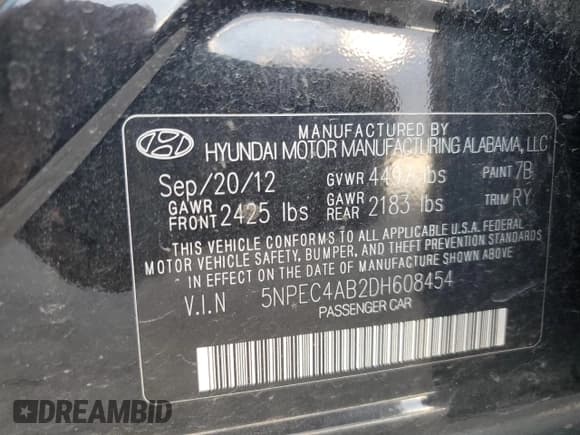 MANUFACTURED BY
HYUNDAI MOTOR MANUFACTURING ALABAMA, LLC
Sep/20/12 GVWR lbs PAINT 7B
GAWR FRONT 2425 lbs GAWR REAR 2183 lbs TRIM RY
THIS VEHICLE CONFORMS TO ALL APPLICABLE U.S.A. FEDERAL
MOTOR VEHICLE SAFETY, BUMPER, AND THEFT PREVENTION STANDARDS
IN EFFECT ON THE DATE OF MANUFACTURE SHOWN ABOVE
V.I.N 5NPEC4AB2DH608454
PASSENGER CAR
DREAMBID